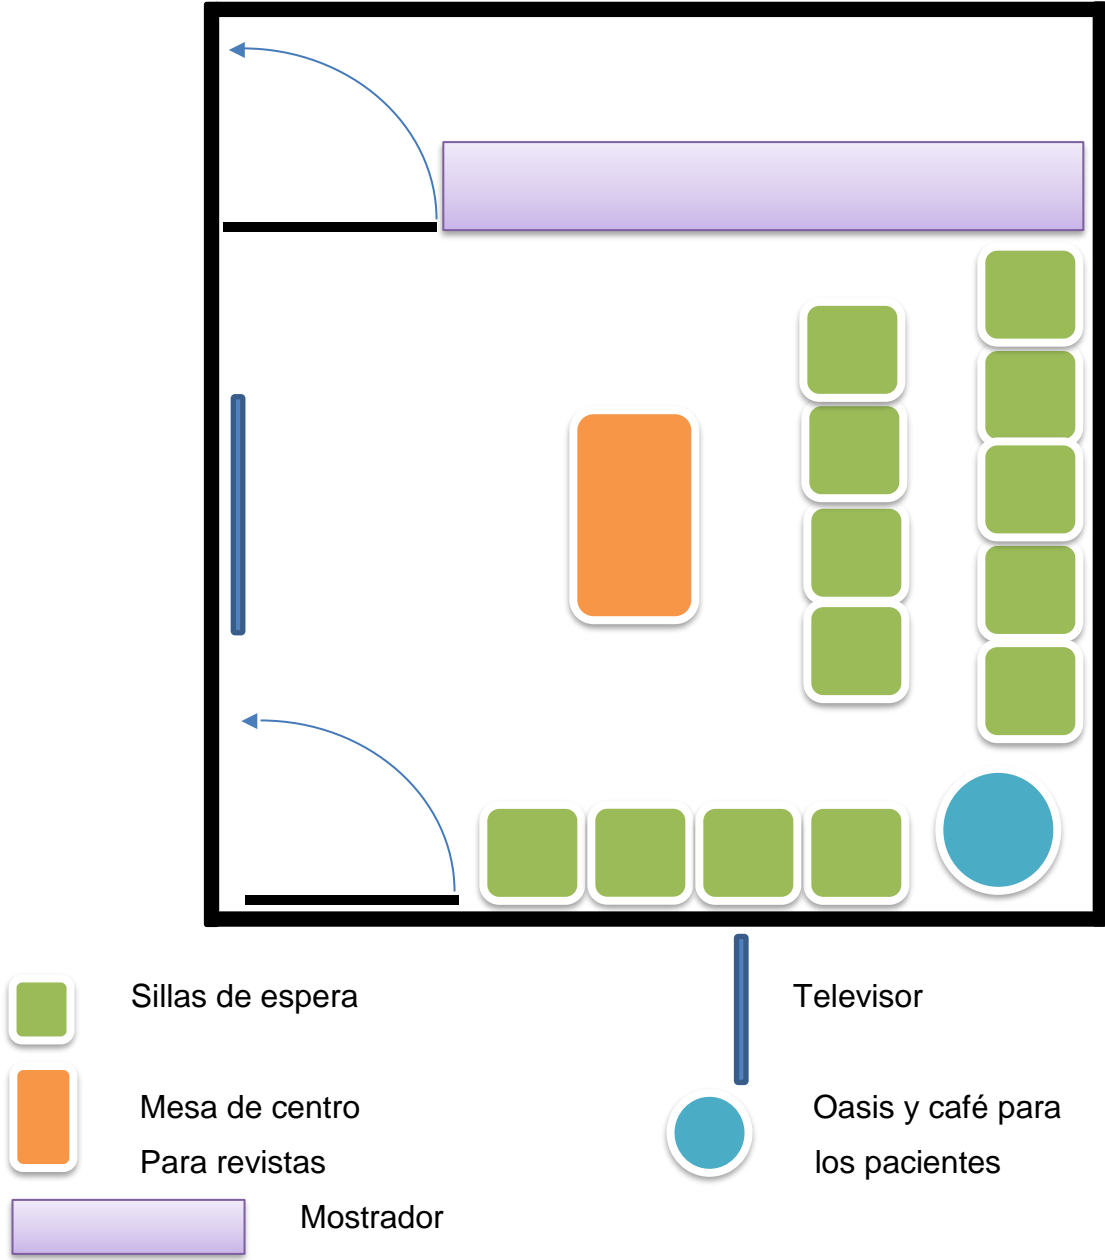 Sillas de espera
Televisor
Mesa de centro
Para revistas
Oasis y café para
los pacientes
Mostrador